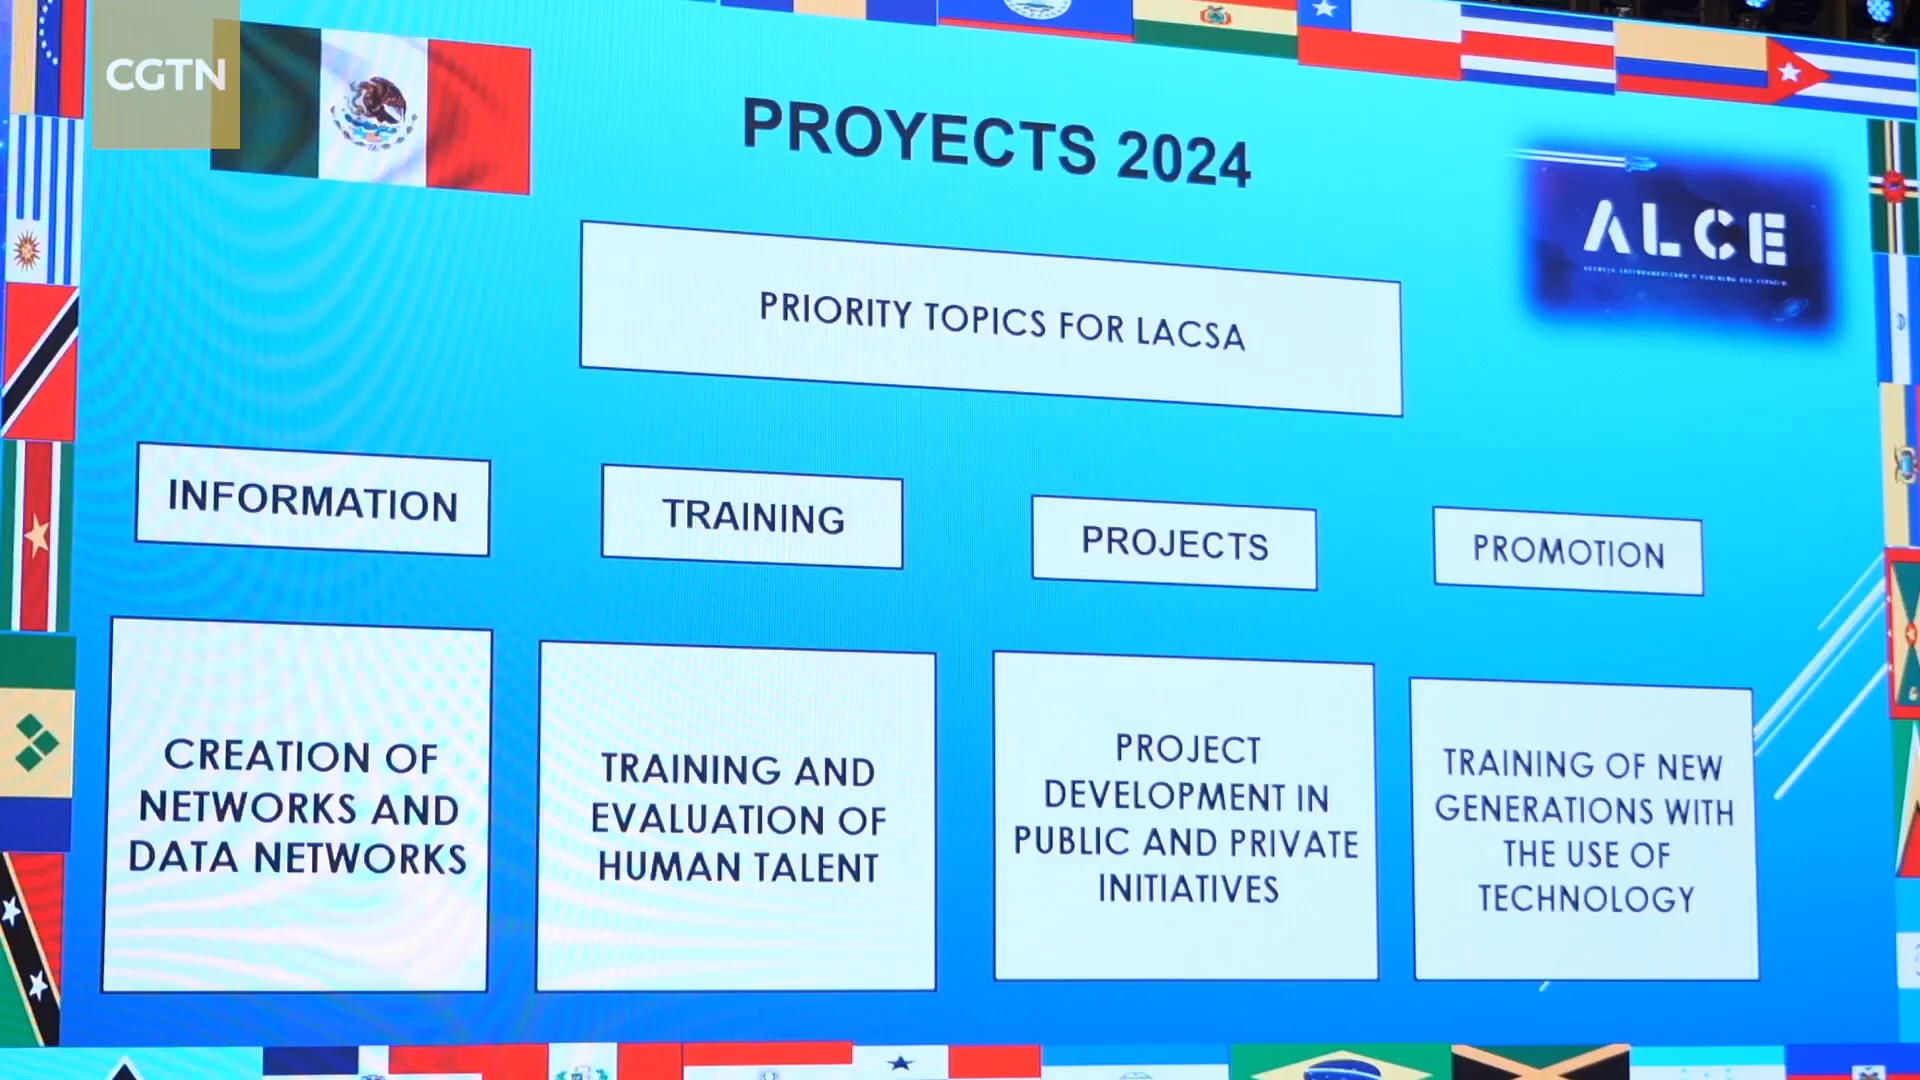 CGTN
PROYECTS 2024
ALCE
PRIORITY TOPICS FOR LACSA
INFORMATION
TRAINING
PROJECTS
PROMOTION
CREATION OF
NETWORKS AND
DATA NETWORKS
TRAINING AND
EVALUATION OF
HUMAN TALENT
PROJECT
DEVELOPMENT IN
PUBLIC AND PRIVATE
INITIATIVES
TRAINING OF NEW
GENERATIONS WITH
THE USE OF
TECHNOLOGY